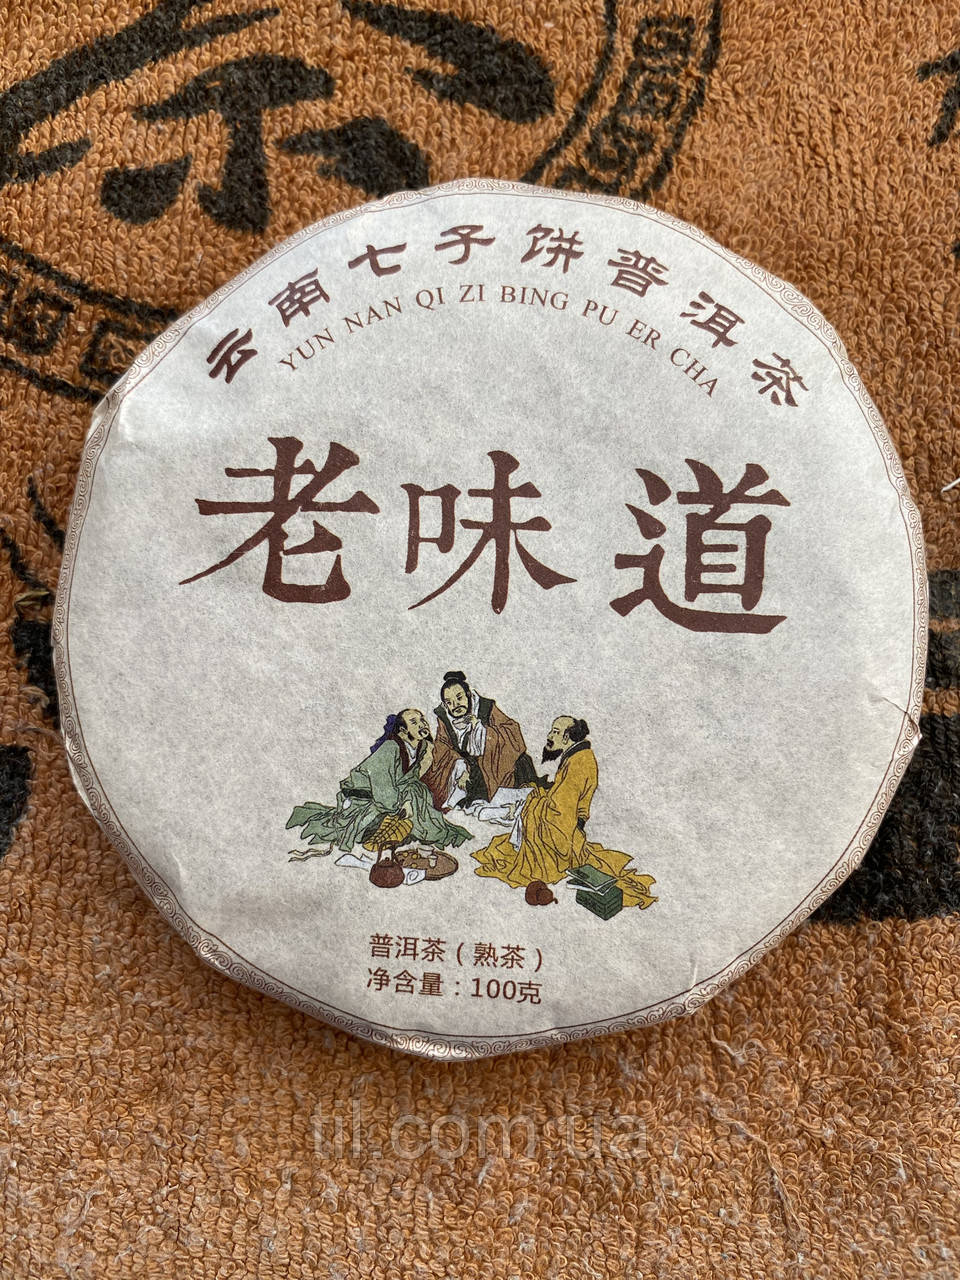 茶
云南七子饼普洱茶
YUN NAN QI ZI BING PU ER CHA
老味道
普洱茶（熟茶）
净含量：100克
til.com.ua